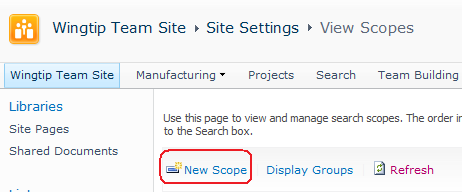 Wingtip Team Site ▸ Site Settings ▸ View Scopes
Wingtip Team Site Manufacturing Projects Search Team Building
Libraries
Site Pages
Shared Documents
Use this page to view and manage search scopes. The order in
to the Search box.
New Scope Display Groups Refresh